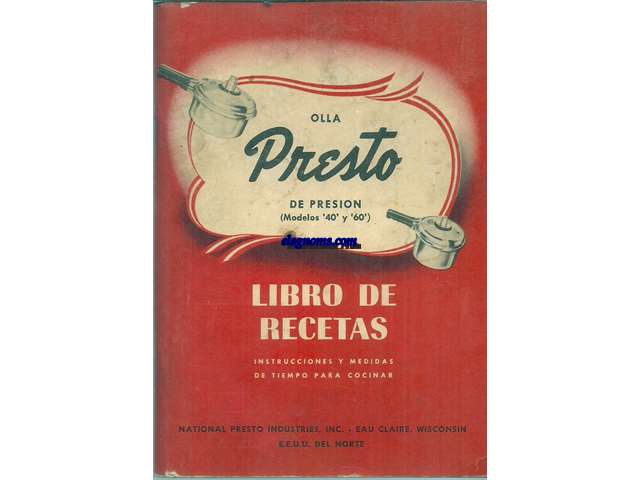 OLLA
Presto
DE PRESION
(Modelos '40' y '60')
elagnoma.com
LIBRO DE
RECETAS
INSTRUCCIONES Y MEDIDAS
DE TIEMPO PARA COCINAR
NATIONAL PRESTO INDUSTRIES, INC. - EAU CLAIRE, WISCONSIN
E.E.U.U. DEL NORTE